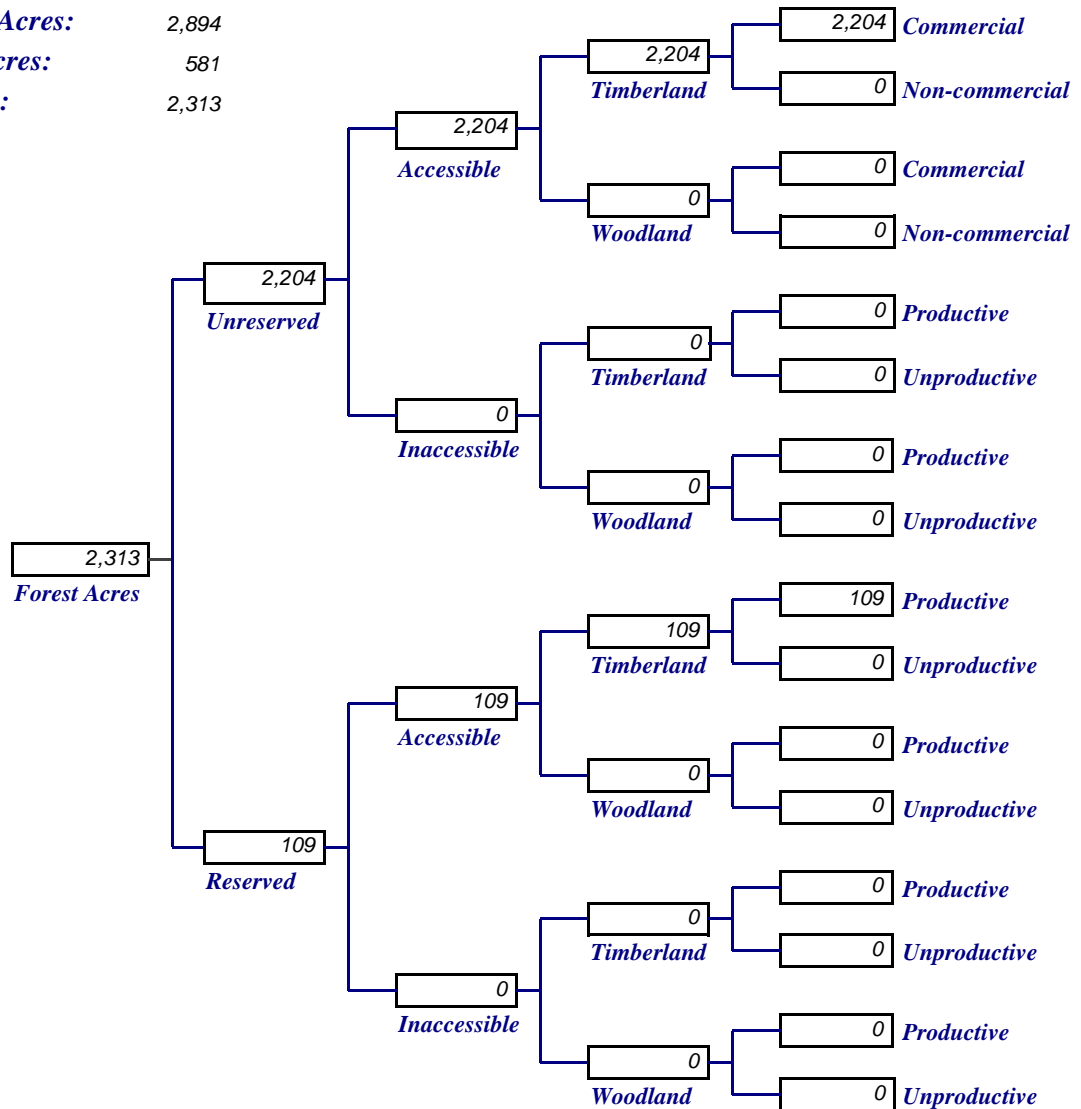 Acres: 2,894
cres: 581
: 2,313
2,204 Commercial
2,204
Timberland
0 Non-commercial
2,204
Accessible
0 Commercial
0
Woodland
0 Non-commercial
2,204
Unreserved
0 Productive
0
Timberland
0 Unproductive
0
Inaccessible
0 Productive
0
Woodland
0 Unproductive
2,313
Forest Acres
109 Productive
109
Timberland
0 Unproductive
109
Accessible
0 Productive
0
Woodland
0 Unproductive
109
Reserved
0 Productive
0
Timberland
0 Unproductive
0
Inaccessible
0 Productive
0
Woodland
0 Unproductive